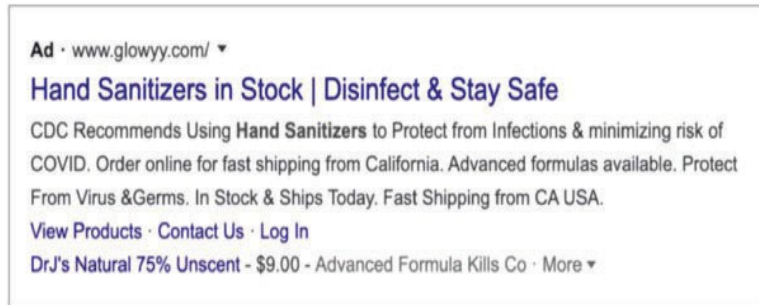 Ad · www.glowyy.com/ ▼
Hand Sanitizers in Stock | Disinfect & Stay Safe
CDC Recommends Using Hand Sanitizers to Protect from Infections & minimizing risk of
COVID. Order online for fast shipping from California. Advanced formulas available. Protect
From Virus &Germs. In Stock & Ships Today. Fast Shipping from CA USA.
View Products · Contact Us · Log In
DrJ's Natural 75% Unscent - $9.00 - Advanced Formula Kills Co · More ▼